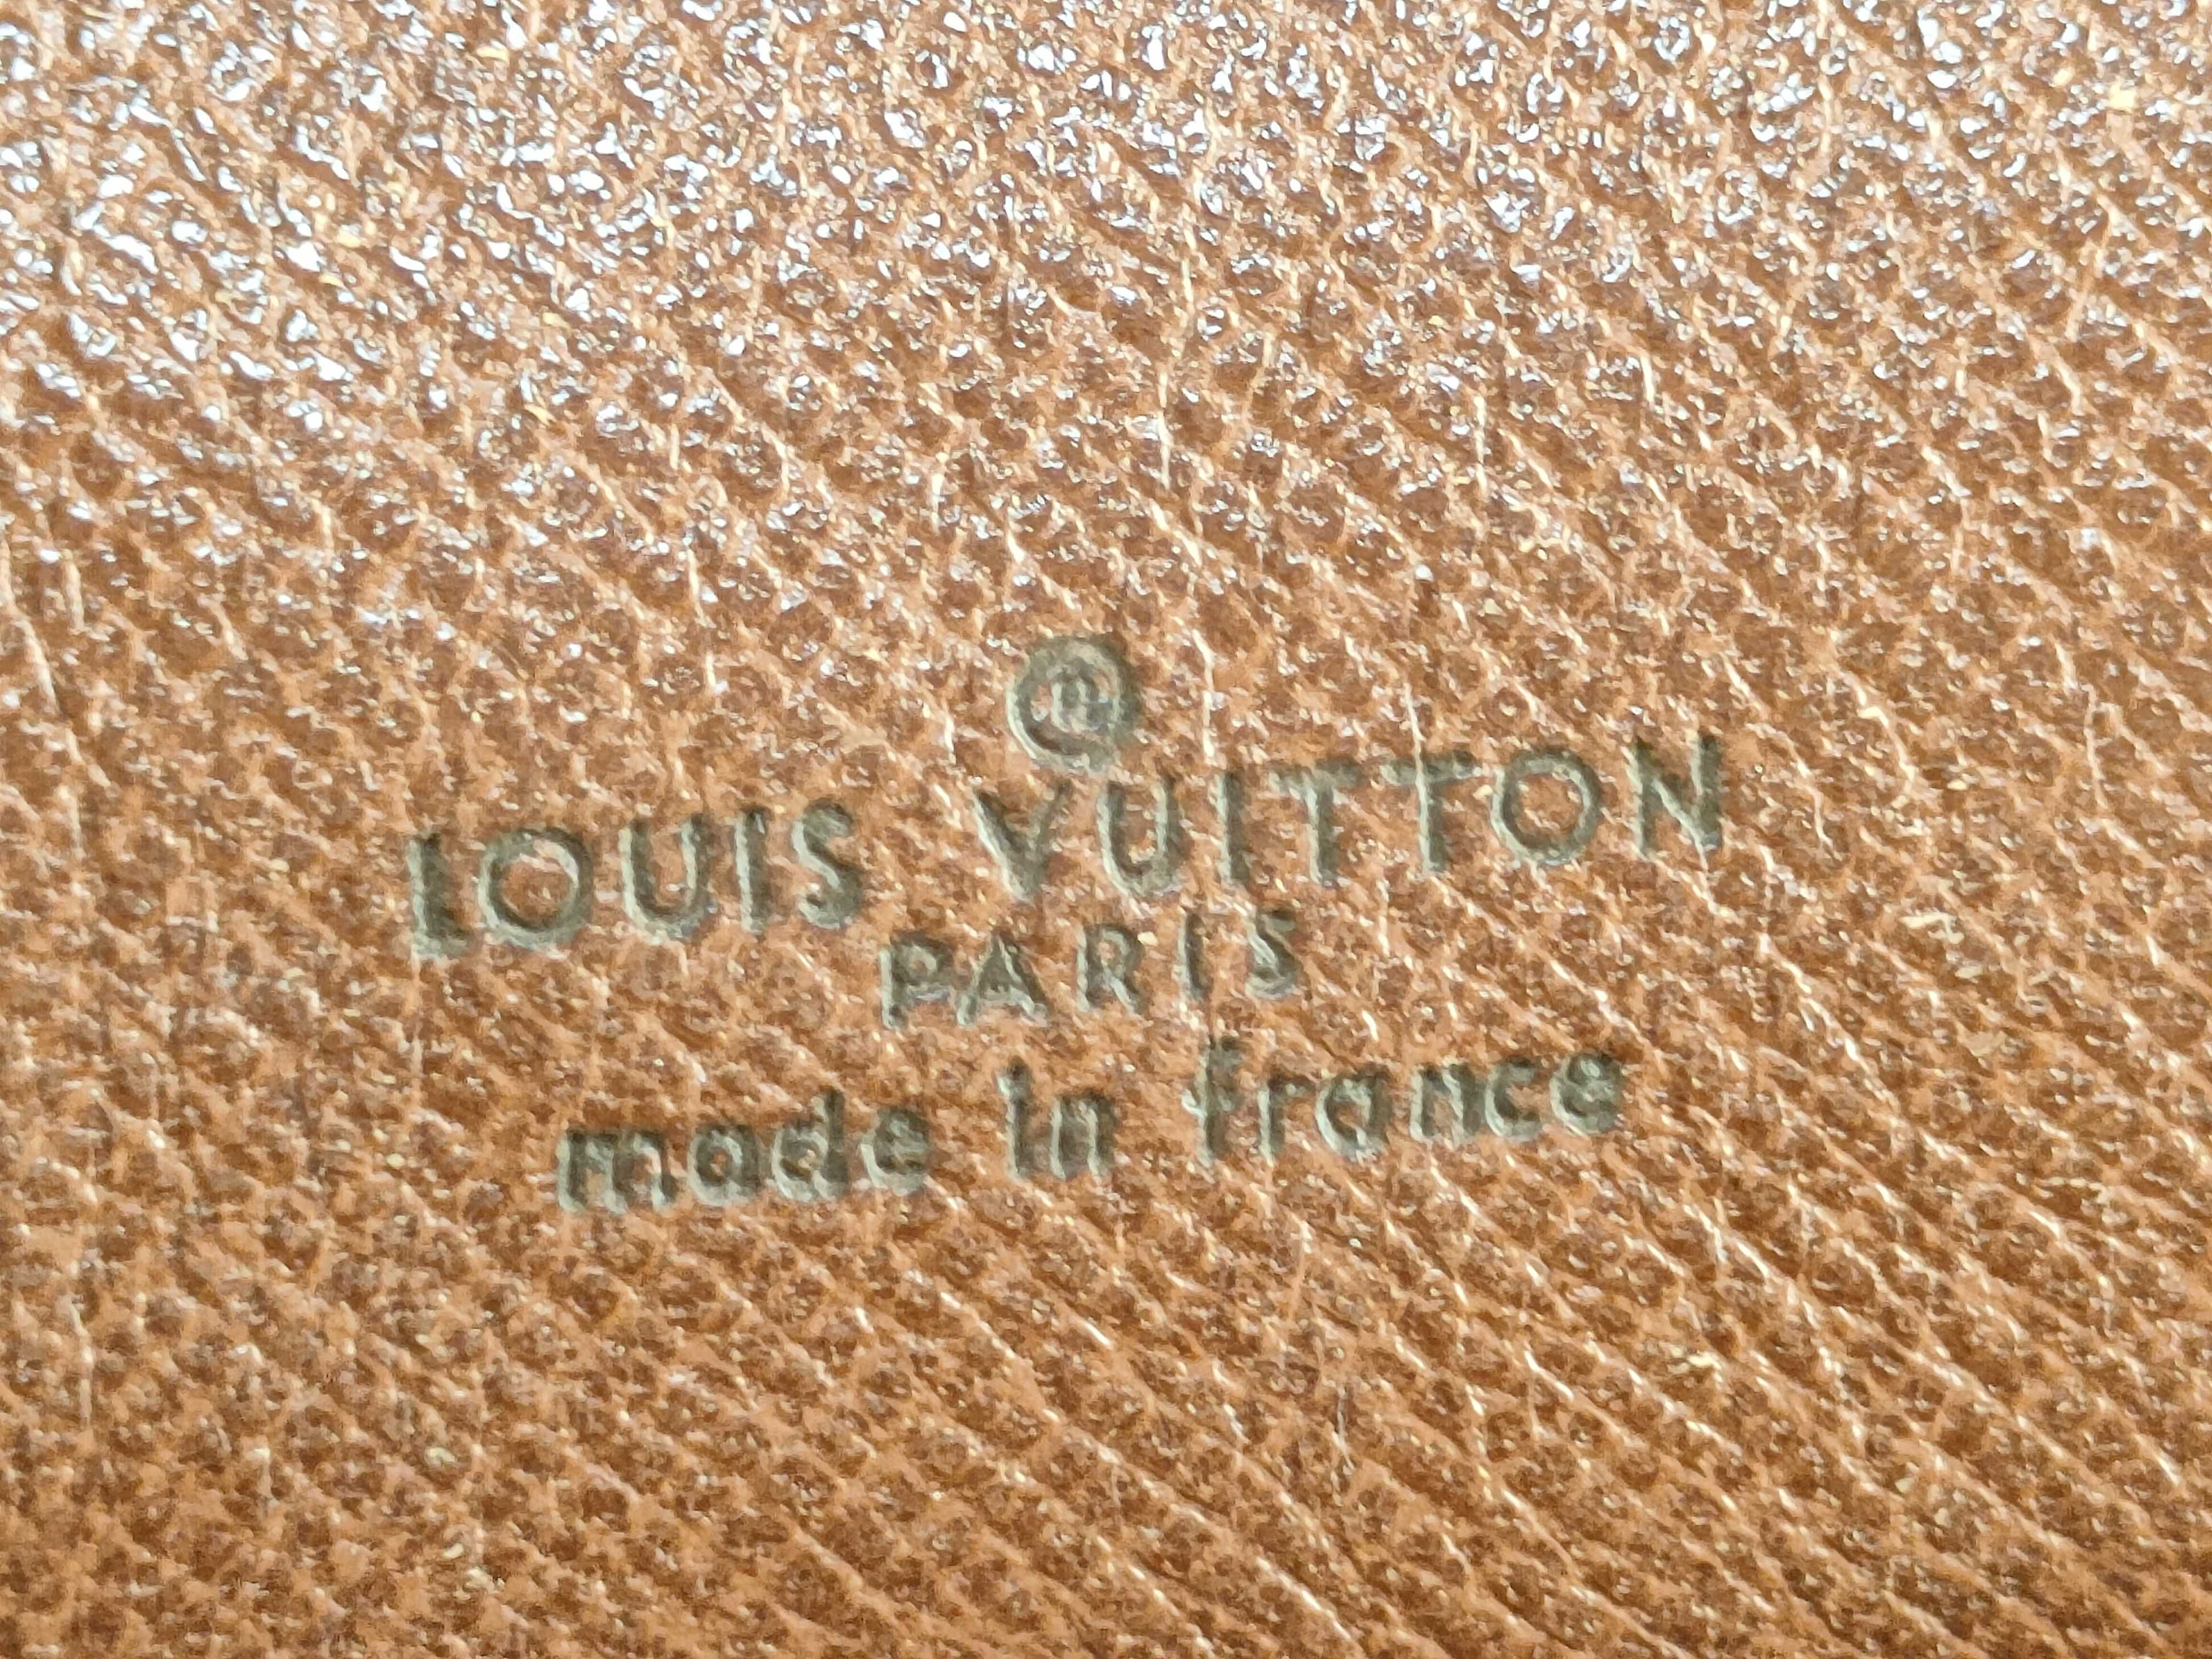 ®
LOUIS VUITTON
PARIS
made in france